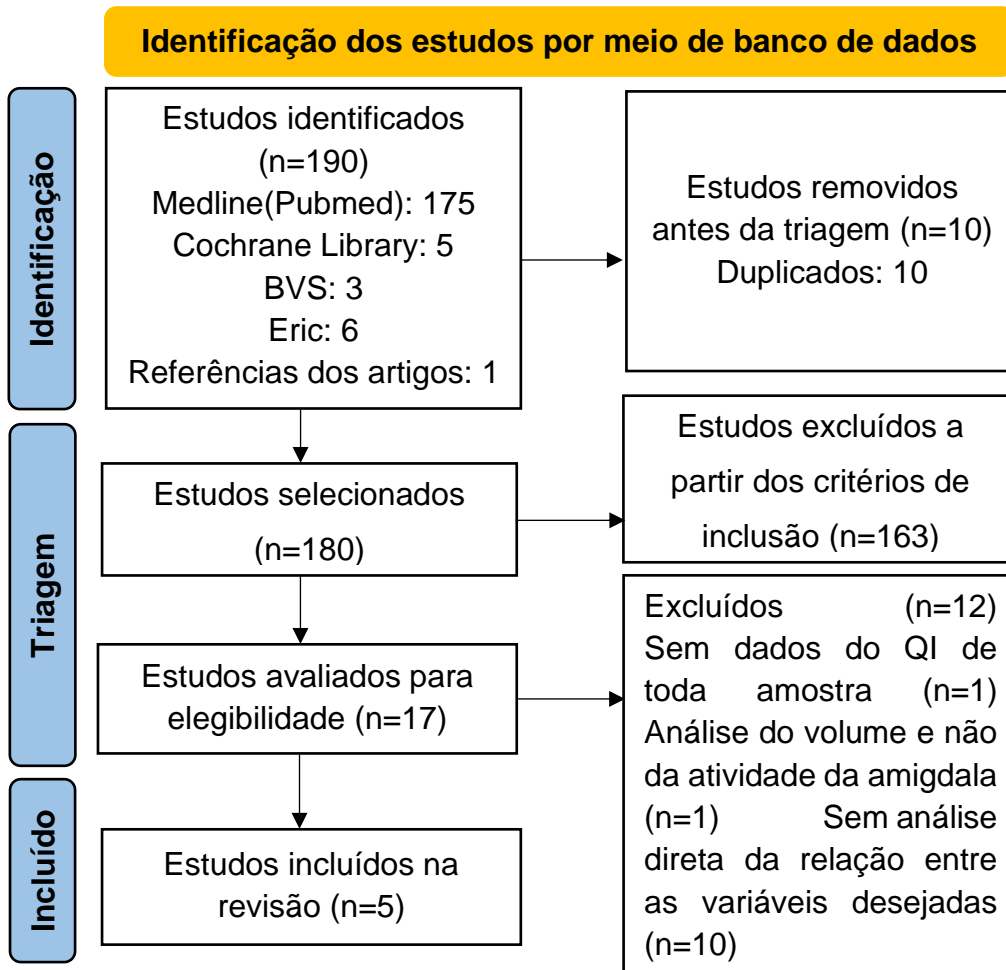 Identificação dos estudos por meio de banco de dados
Identificação
Estudos identificados
(n=190)
Medline(Pubmed): 175
Cochrane Library: 5
BVS: 3
Eric: 6
Referências dos artigos: 1
Estudos removidos
antes da triagem (n=10)
Duplicados: 10
Triagem
Estudos selecionados
(n=180)
Estudos excluídos a
partir dos critérios de
inclusão (n=163)
Estudos avaliados para
elegibilidade (n=17)
Excluídos (n=12)
Sem dados do QI de
toda amostra (n=1)
Análise do volume e não
da atividade da amigdala
(n=1) Sem análise
direta da relação entre
as variáveis desejadas
(n=10)
Incluído
Estudos incluídos na
revisão (n=5)